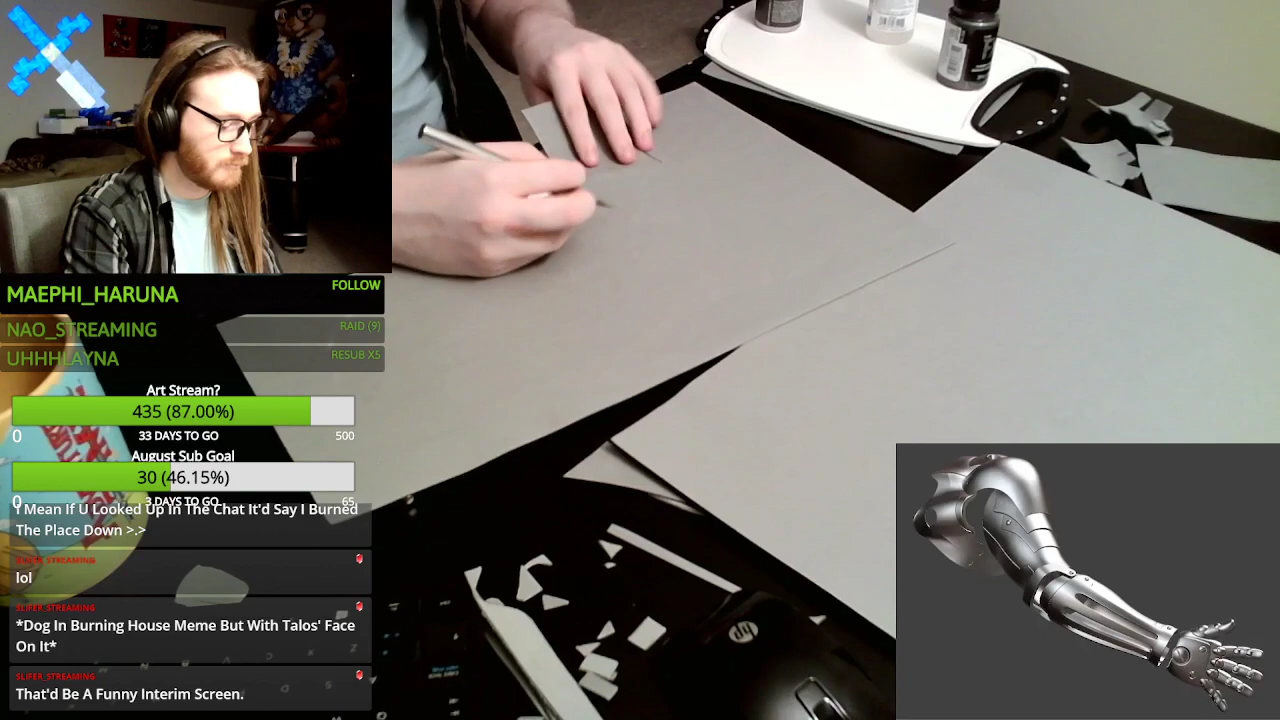 MAEPHI_HARUNA FOLLOW
NAO_STREAMING RAID (9)
UHHHLAYNA RESUB X5
Art Stream?
435 (87.00%)
0 33 DAYS TO GO 500
August Sub Goal
30 (46.15%)
0 3 DAYS TO GO 65
I Mean If U Looked Up In The Chat It'd Say I Burned
The Place Down >.>
SLIFER_STREAMING
lol
SLIFER_STREAMING
*Dog In Burning House Meme But With Talos' Face
On It*
SLIFER_STREAMING
That'd Be A Funny Interim Screen.
hp